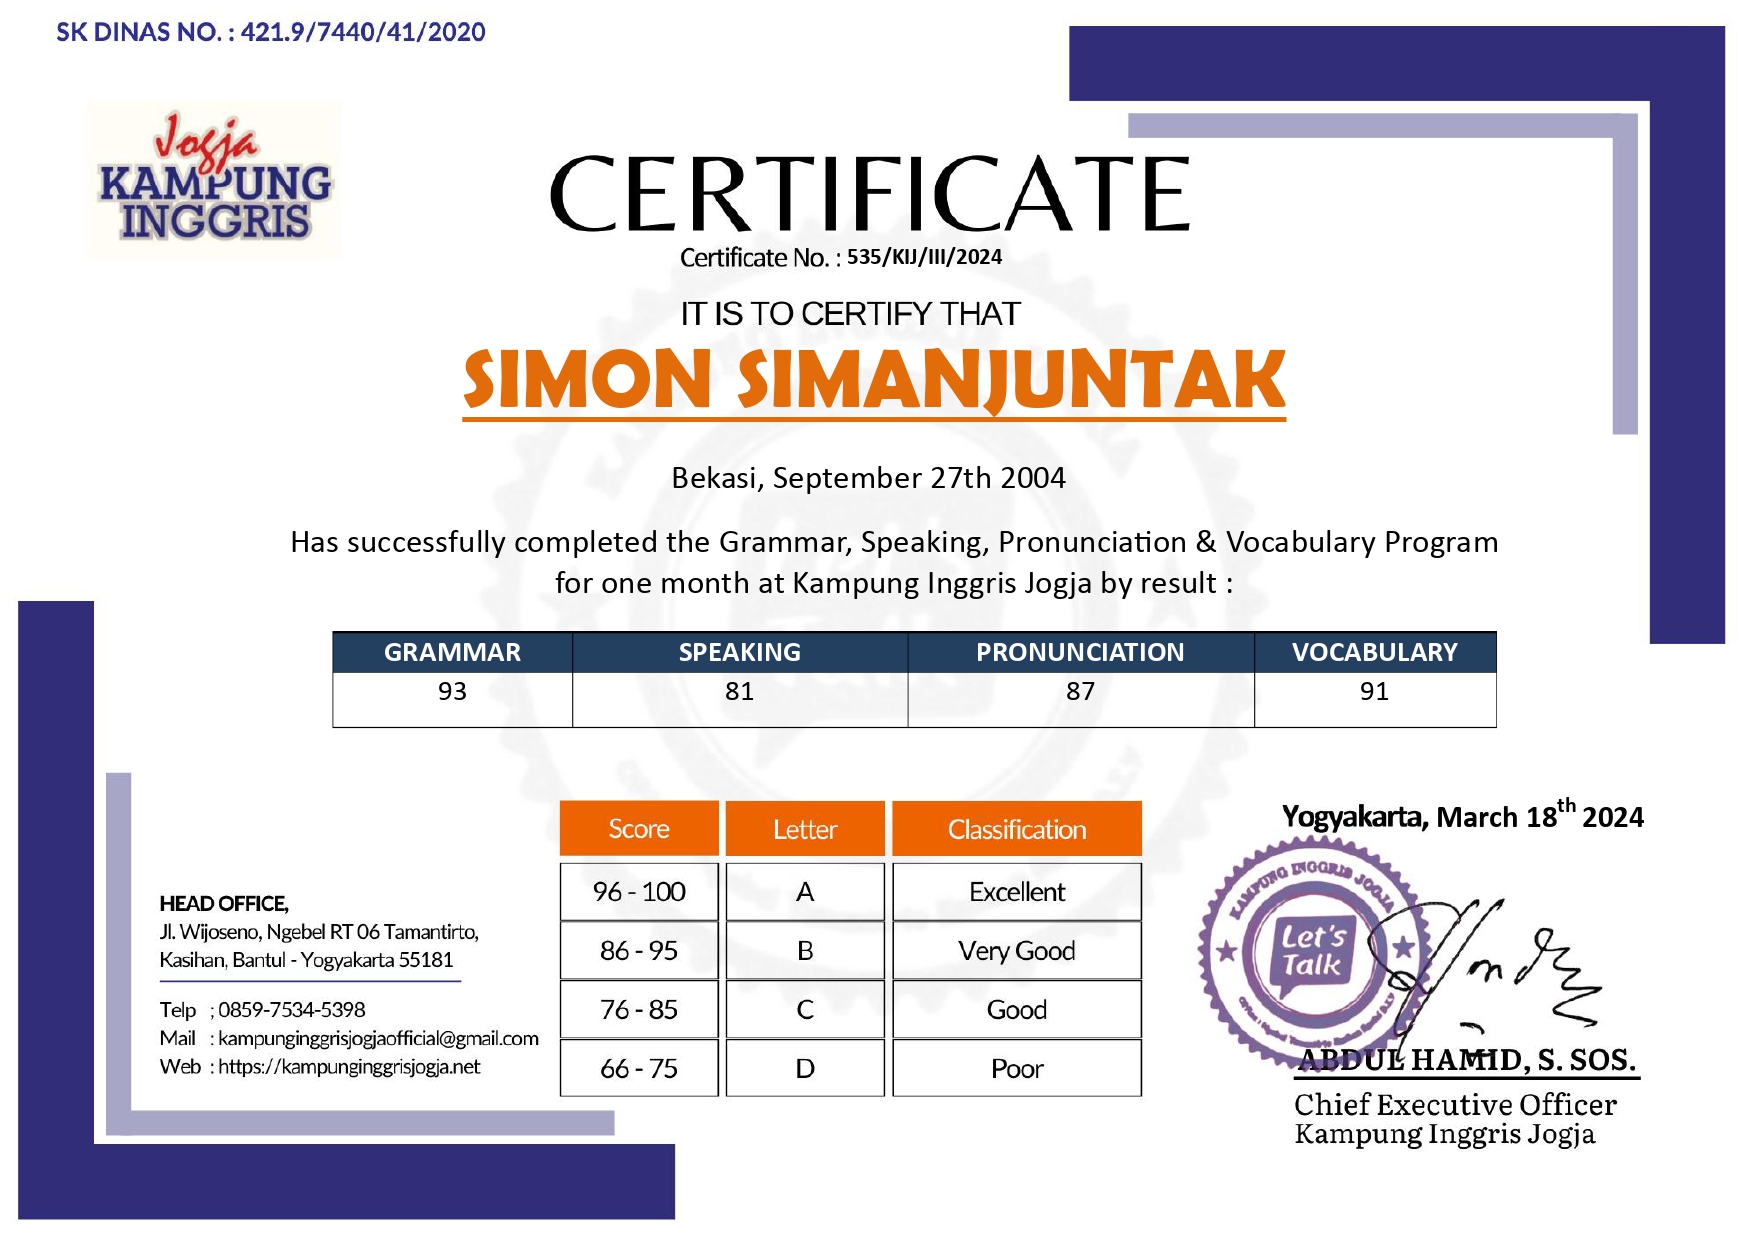 SK DINAS NO. : 421.9/7440/41/2020
Jogja
KAMPUNG
INGGRIS
CERTIFICATE
Certificate No. : 535/KIJ/III/2024
IT IS TO CERTIFY THAT
SIMON SIMANJUNTAK
Bekasi, September 27th 2004
Has successfully completed the Grammar, Speaking, Pronunciation & Vocabulary Program
for one month at Kampung Inggris Jogja by result :
GRAMMAR SPEAKING PRONUNCIATION VOCABULARY
93 81 87 91
Score Letter Classification
96 - 100 A Excellent
86 - 95 B Very Good
76 - 85 C Good
66 - 75 D Poor
HEAD OFFICE,
Jl. Wijoseno, Ngebel RT 06 Tamantirto,
Kasihan, Bantul - Yogyakarta 55181
Telp ; 0859-7534-5398
Mail : kampunginggrisjogjaofficial@gmail.com
Web : https://kampunginggrisjogja.net
Yogyakarta, March 18th 2024
KAMPUNG INGGRIS JOGJA
Let's
Talk
ABDUL HAMID, S. SOS.
Chief Executive Officer
Kampung Inggris Jogja